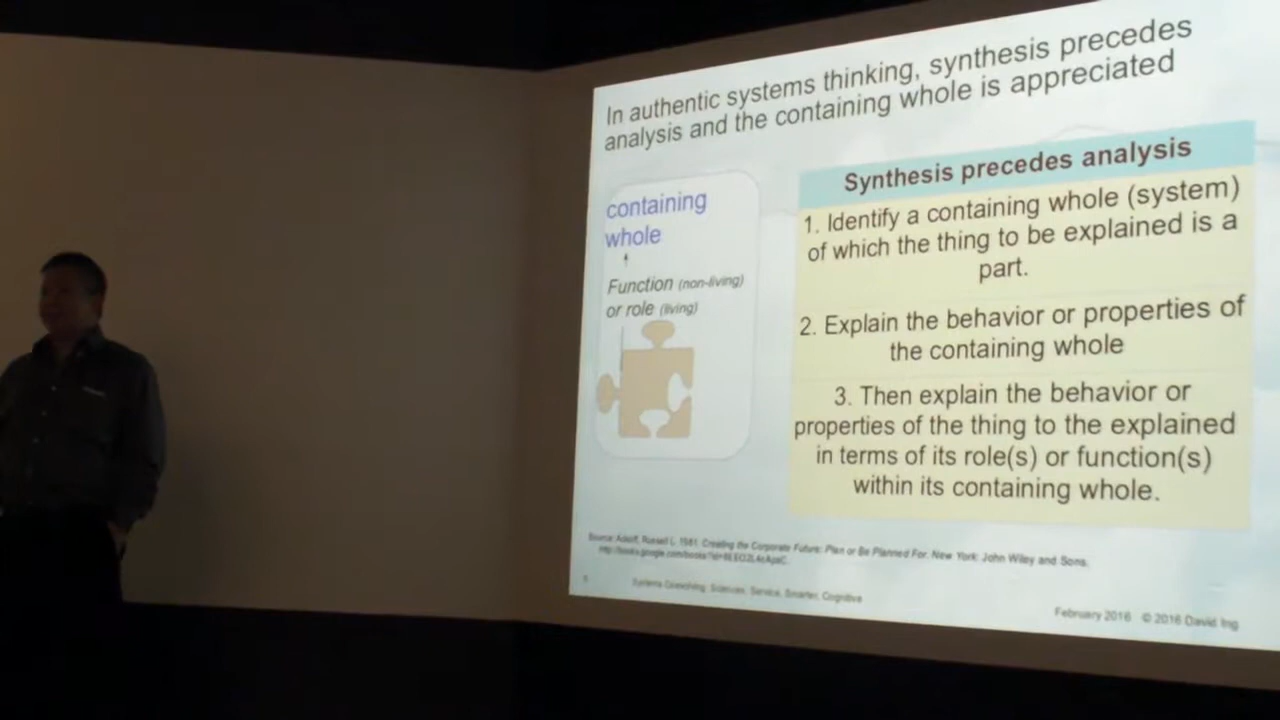 In authentic systems thinking, synthesis precedes
analysis and the containing whole is appreciated
containing
whole
Function (non-living)
or role (living)
Synthesis precedes analysis
1. Identify a containing whole (system)
of which the thing to be explained is a
part.
2. Explain the behavior or properties of
the containing whole
3. Then explain the behavior or
properties of the thing to the explained
in terms of its role(s) or function(s)
within its containing whole.
Source: Ackoff, Russell L. 1981. Creating the Corporate Future: Plan or Be Planned For. New York: John Wiley and Sons.
Systems Coevolving: Sciences, Service, Smarter, Cognitive
February 2016 © 2016 David Ing